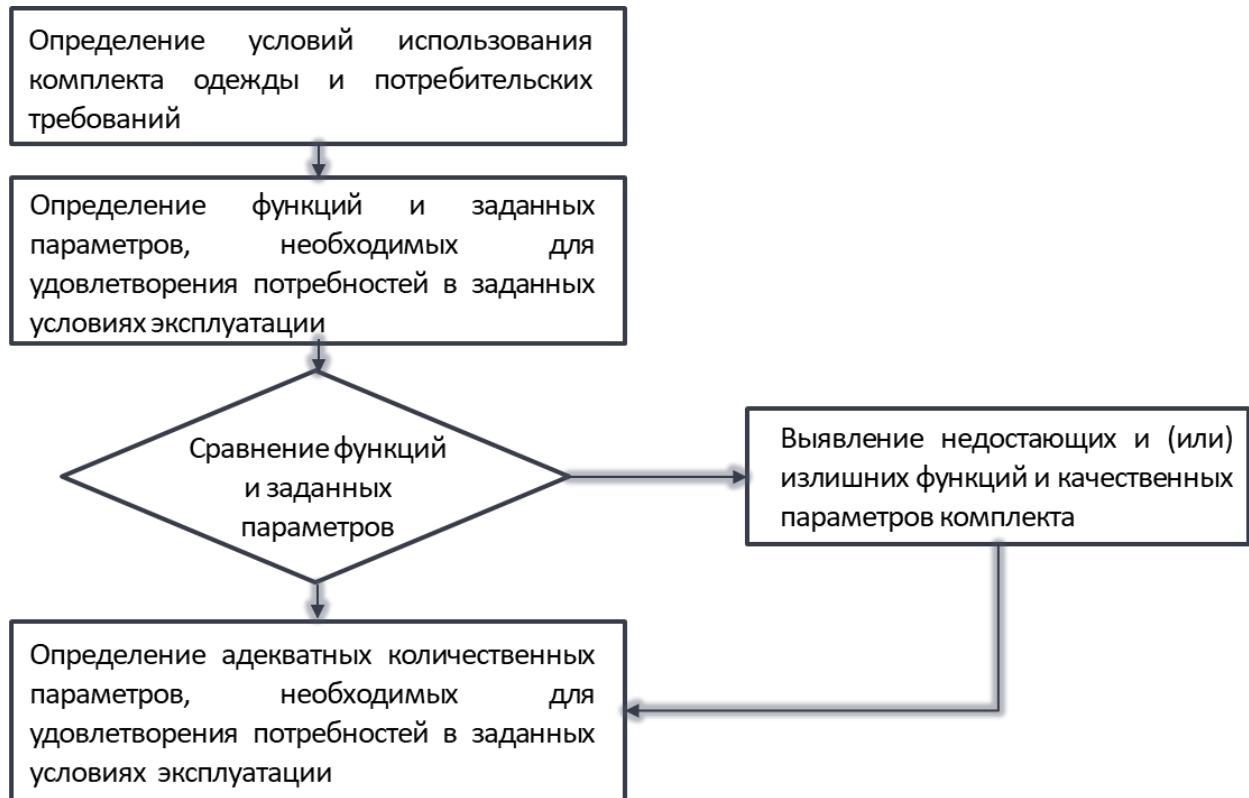 Определение условий использования
комплекта одежды и потребительских
требований
Определение функций и заданных
параметров, необходимых для
удовлетворения потребностей в заданных
условиях эксплуатации
Сравнение функций
и заданных
параметров
Выявление недостающих и (или)
излишних функций и качественных
параметров комплекта
Определение адекватных количественных
параметров, необходимых для
удовлетворения потребностей в заданных
условиях эксплуатации